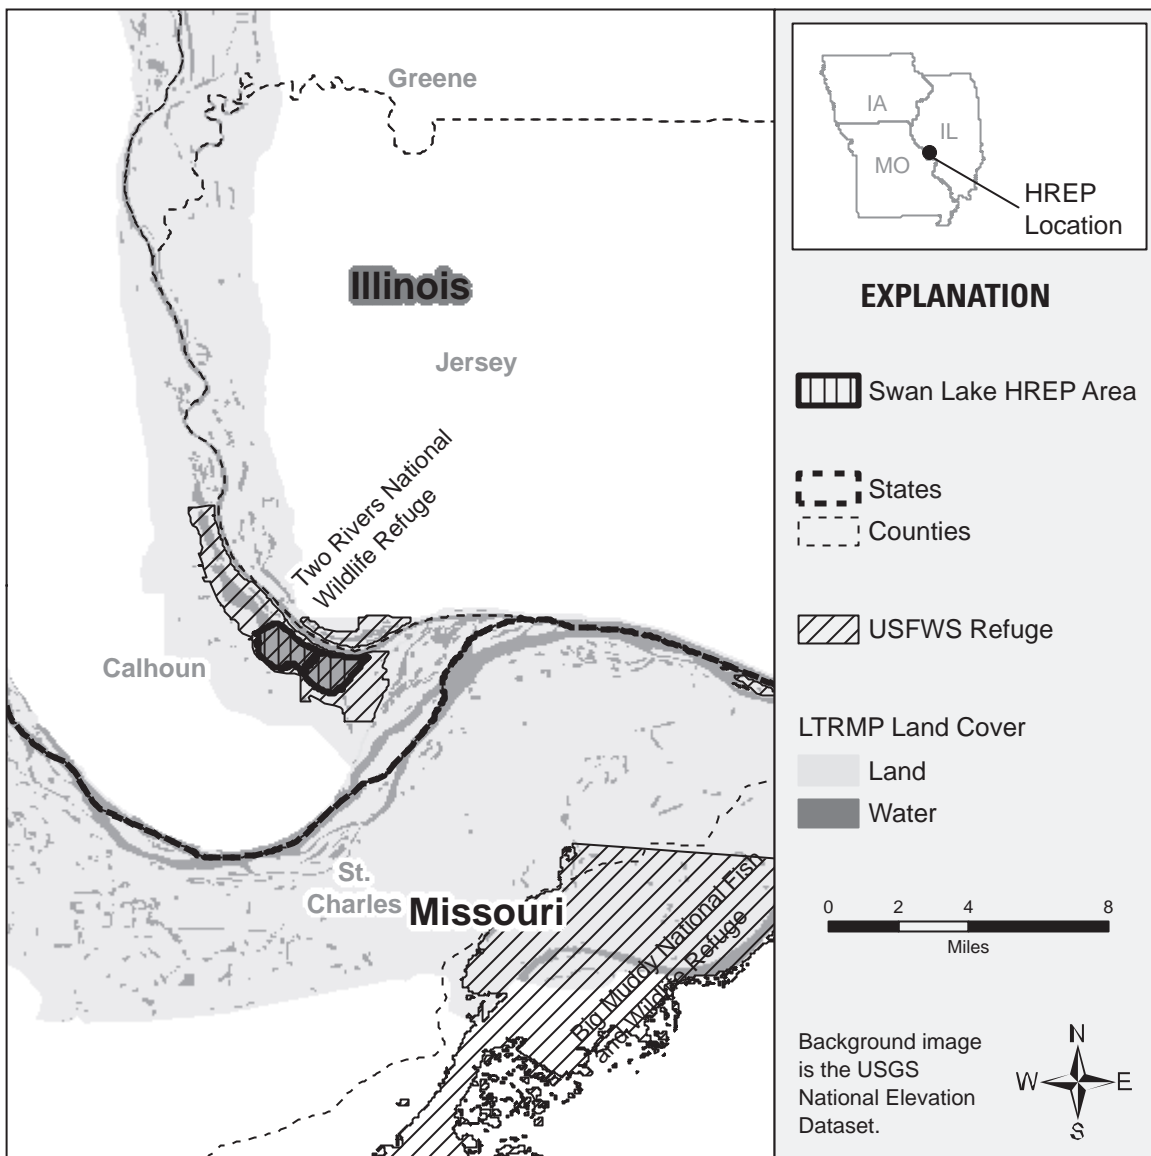 Greene
Illinois
Jersey
Two Rivers National
Wildlife Refuge
Calhoun
St.
Charles
Missouri
Big Muddy National Fish
and Wildlife Refuge
IA
IL
MO
HREP
Location
EXPLANATION
Swan Lake HREP Area
States
Counties
USFWS Refuge
LTRMP Land Cover
Land
Water
0 2 4 8
Miles
Background image
is the USGS
National Elevation
Dataset.
N
W E
S